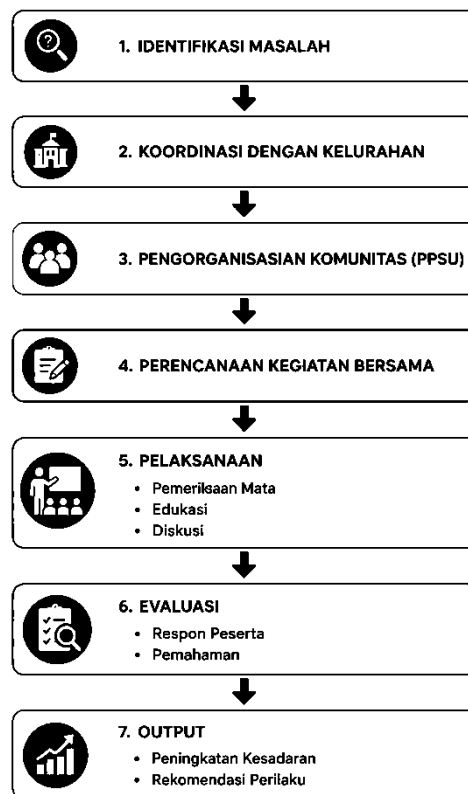 1. IDENTIFIKASI MASALAH
2. KOORDINASI DENGAN KELURAHAN
3. PENGORGANISASIAN KOMUNITAS (PPSU)
4. PERENCANAAN KEGIATAN BERSAMA
5. PELAKSANAAN
• Pemeriksaan Mata
• Edukasi
• Diskusi
6. EVALUASI
• Respon Peserta
• Pemahaman
7. OUTPUT
• Peningkatan Kesadaran
• Rekomendasi Perilaku